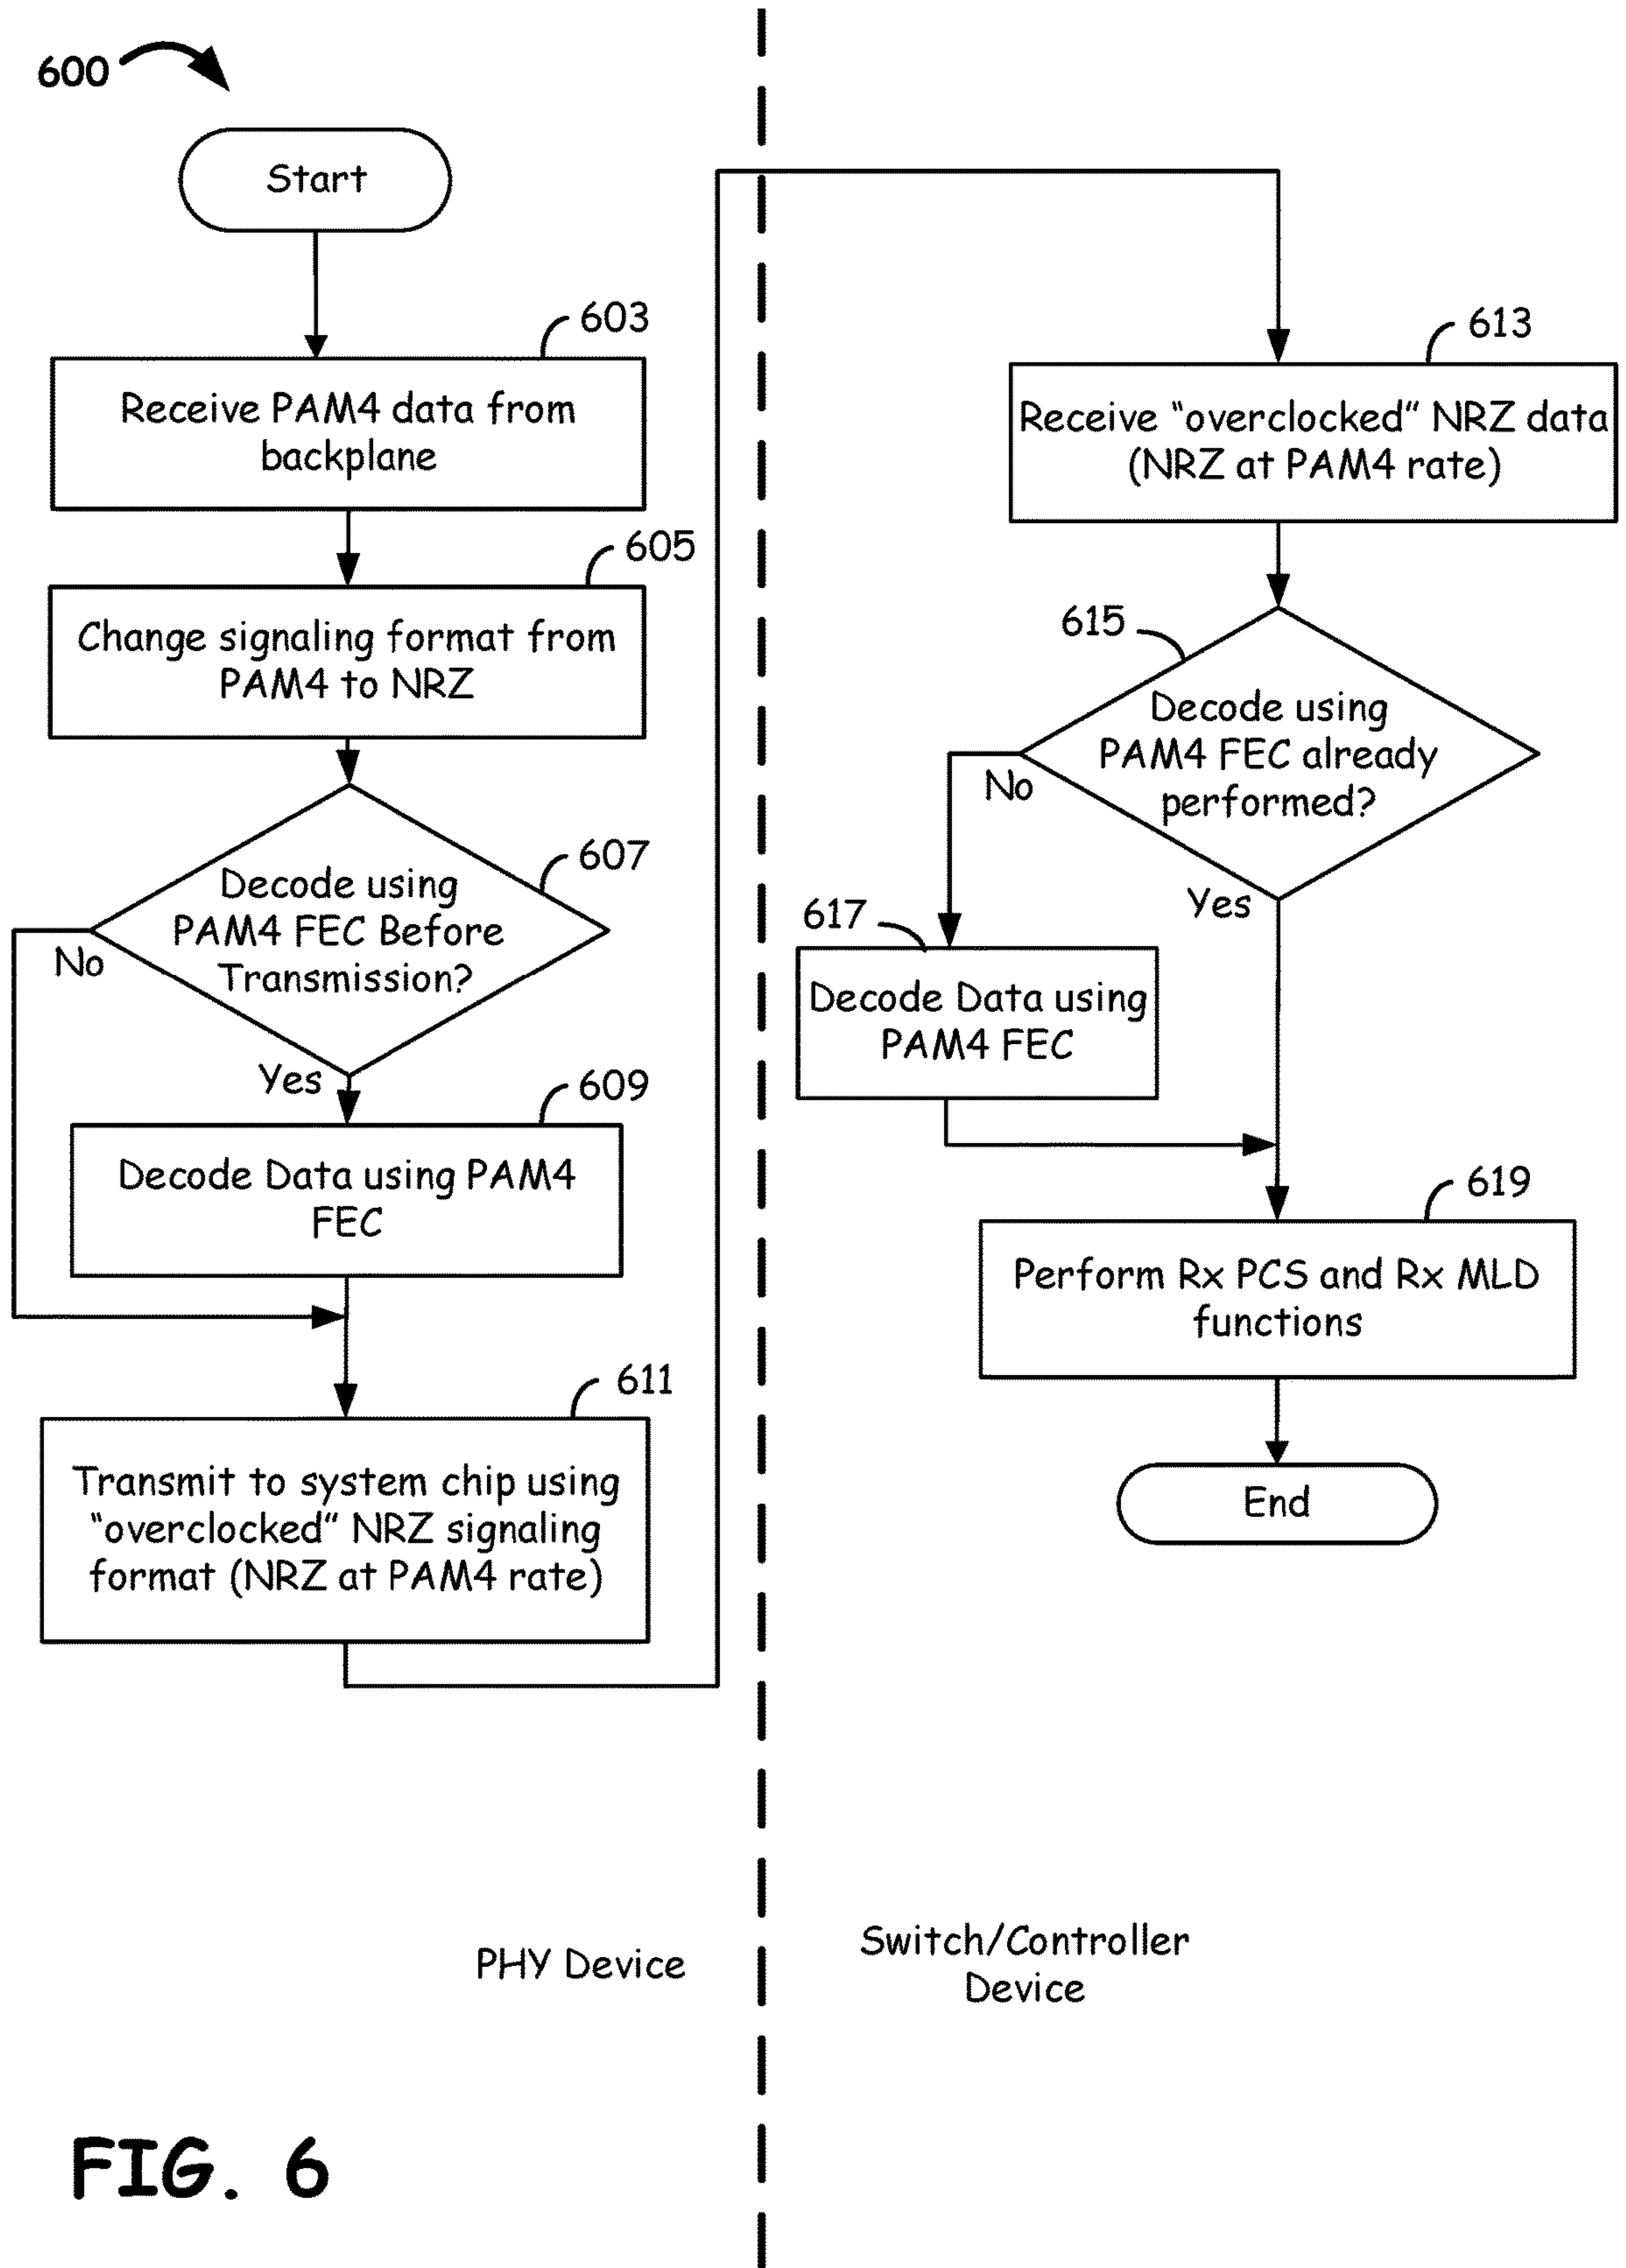 600
Start
603
Receive PAM4 data from
backplane
605
Change signaling format from
PAM4 to NRZ
607
Decode using
PAM4 FEC Before
Transmission?
No
Yes
609
Decode Data using PAM4
FEC
611
Transmit to system chip using
“overclocked” NRZ signaling
format (NRZ at PAM4 rate)
613
Receive “overclocked” NRZ data
(NRZ at PAM4 rate)
615
Decode using
PAM4 FEC already
performed?
No
Yes
617
Decode Data using
PAM4 FEC
619
Perform Rx PCS and Rx MLD
functions
End
PHY Device
Switch/Controller
Device
FIG. 6